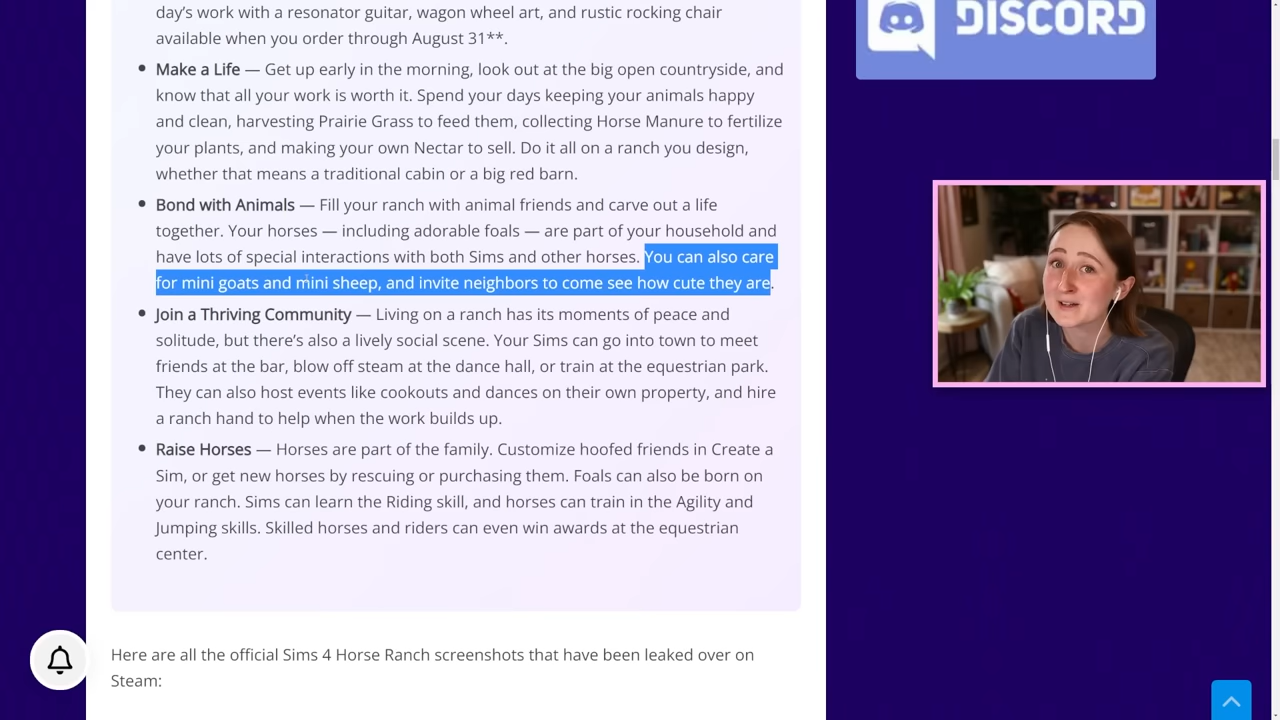 day’s work with a resonator guitar, wagon wheel art, and rustic rocking chair
available when you order through August 31**.
Make a Life — Get up early in the morning, look out at the big open countryside, and
know that all your work is worth it. Spend your days keeping your animals happy
and clean, harvesting Prairie Grass to feed them, collecting Horse Manure to fertilize
your plants, and making your own Nectar to sell. Do it all on a ranch you design,
whether that means a traditional cabin or a big red barn.
Bond with Animals — Fill your ranch with animal friends and carve out a life
together. Your horses — including adorable foals — are part of your household and
have lots of special interactions with both Sims and other horses. You can also care
for mini goats and mini sheep, and invite neighbors to come see how cute they are.
Join a Thriving Community — Living on a ranch has its moments of peace and
solitude, but there’s also a lively social scene. Your Sims can go into town to meet
friends at the bar, blow off steam at the dance hall, or train at the equestrian park.
They can also host events like cookouts and dances on their own property, and hire
a ranch hand to help when the work builds up.
Raise Horses — Horses are part of the family. Customize hoofed friends in Create a
Sim, or get new horses by rescuing or purchasing them. Foals can also be born on
your ranch. Sims can learn the Riding skill, and horses can train in the Agility and
Jumping skills. Skilled horses and riders can even win awards at the equestrian
center.
Here are all the official Sims 4 Horse Ranch screenshots that have been leaked over on
Steam:
DISCORD